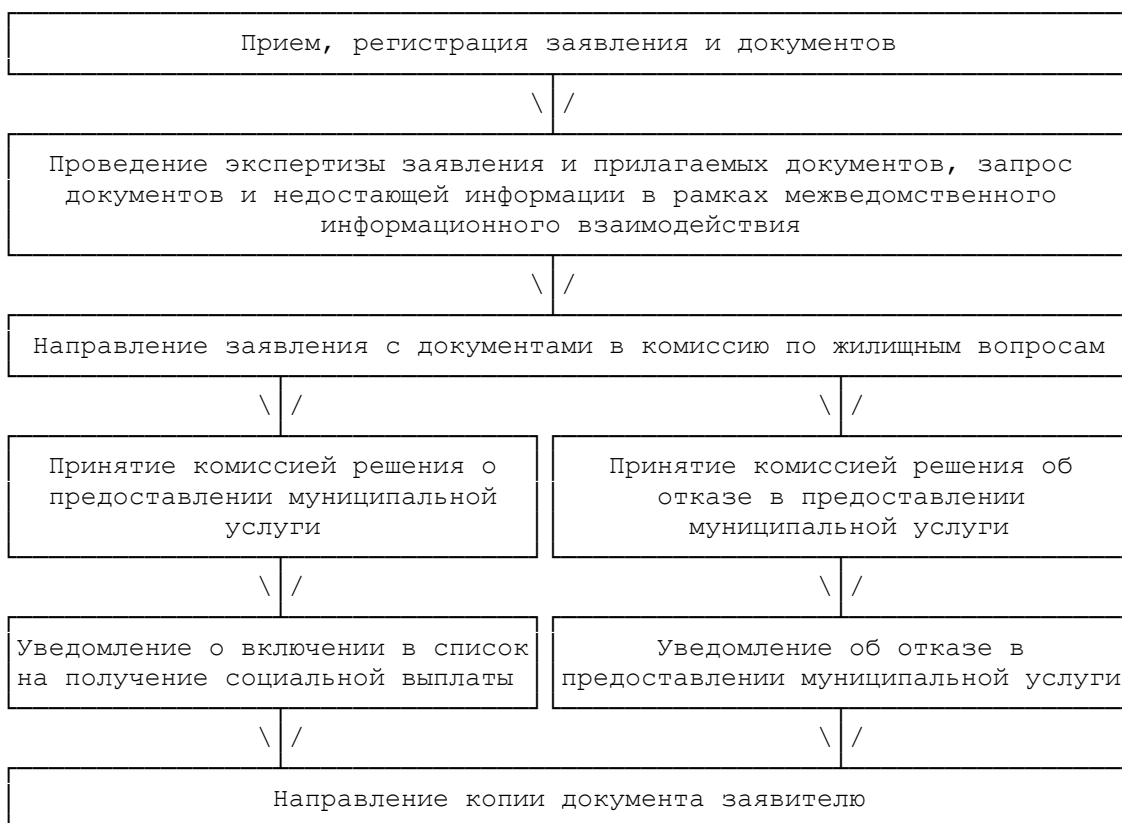 Прием, регистрация заявления и документов
Проведение экспертизы заявления и прилагаемых документов, запрос
документов и недостающей информации в рамках межведомственного
информационного взаимодействия
Направление заявления с документами в комиссию по жилищным вопросам
Принятие комиссией решения о
предоставлении муниципальной
услуги
Принятие комиссией решения об
отказе в предоставлении
муниципальной услуги
Уведомление о включении в список
на получение социальной выплаты
Уведомление об отказе в
предоставлении муниципальной услуги
Направление копии документа заявителю